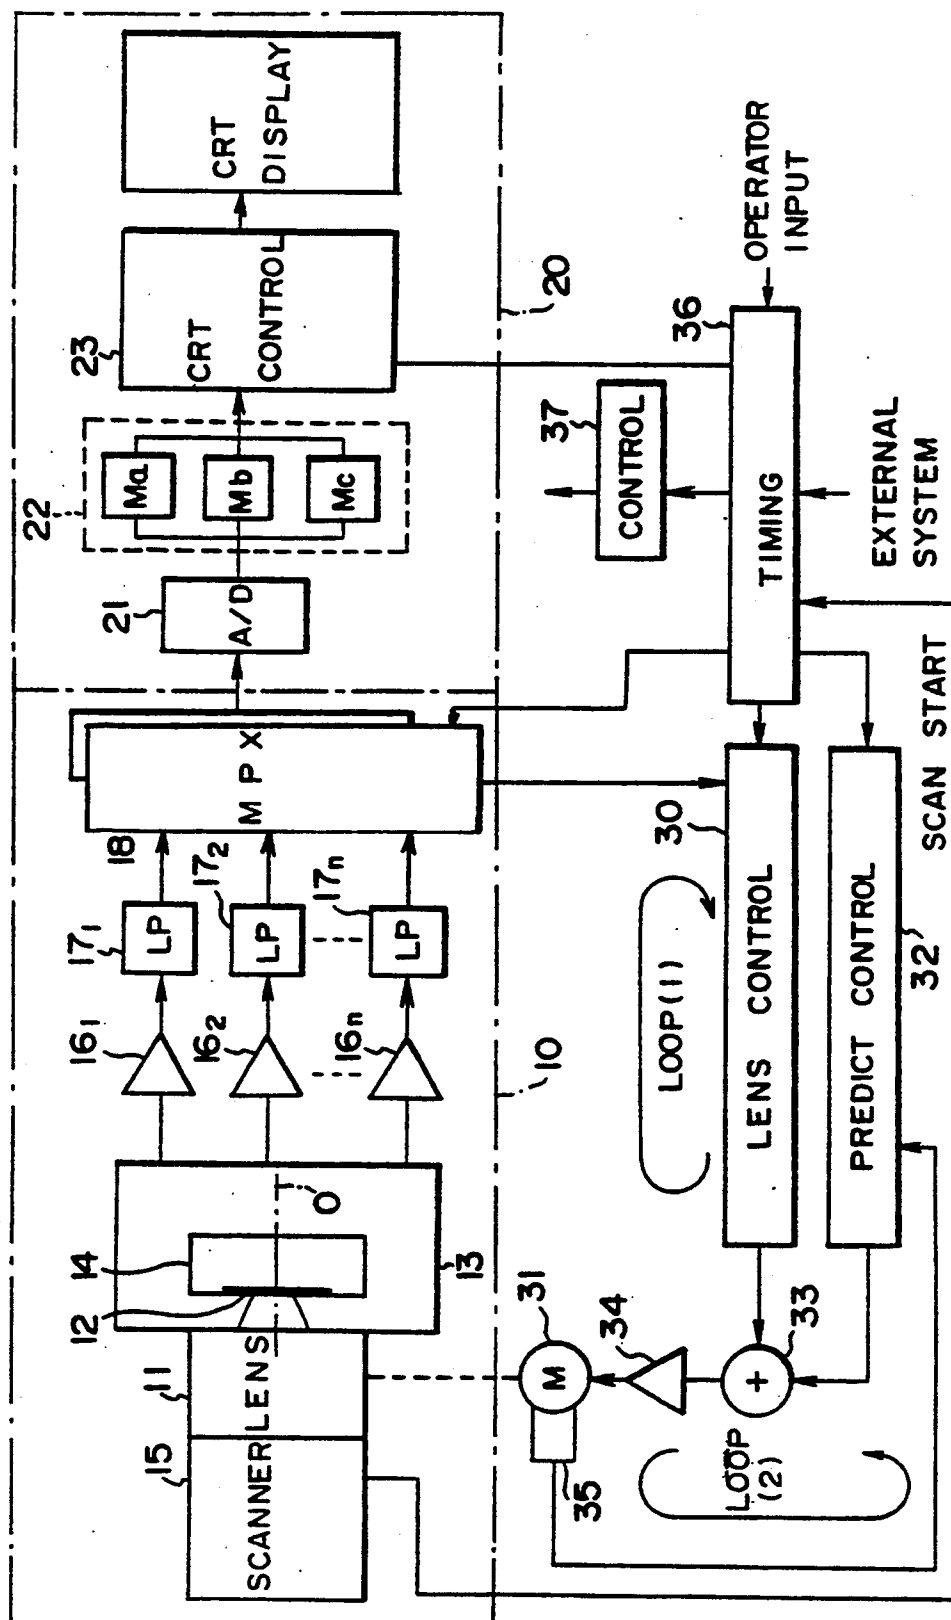 SCANNER
LENS
15
11
12
14
13
O
16₁
16₂
16n
17₁
17₂
17n
LP
LP
LP
18
MPX
10
21
A/D
22
Ma
Mb
Mc
23
CRT
CONTROL
CRT
DISPLAY
20
31
M
35
34
33
+
LOOP
(2)
LOOP(1)
30
LENS CONTROL
PREDICT CONTROL
32'
SCAN START
TIMING
36
37
CONTROL
EXTERNAL
SYSTEM
OPERATOR
INPUT